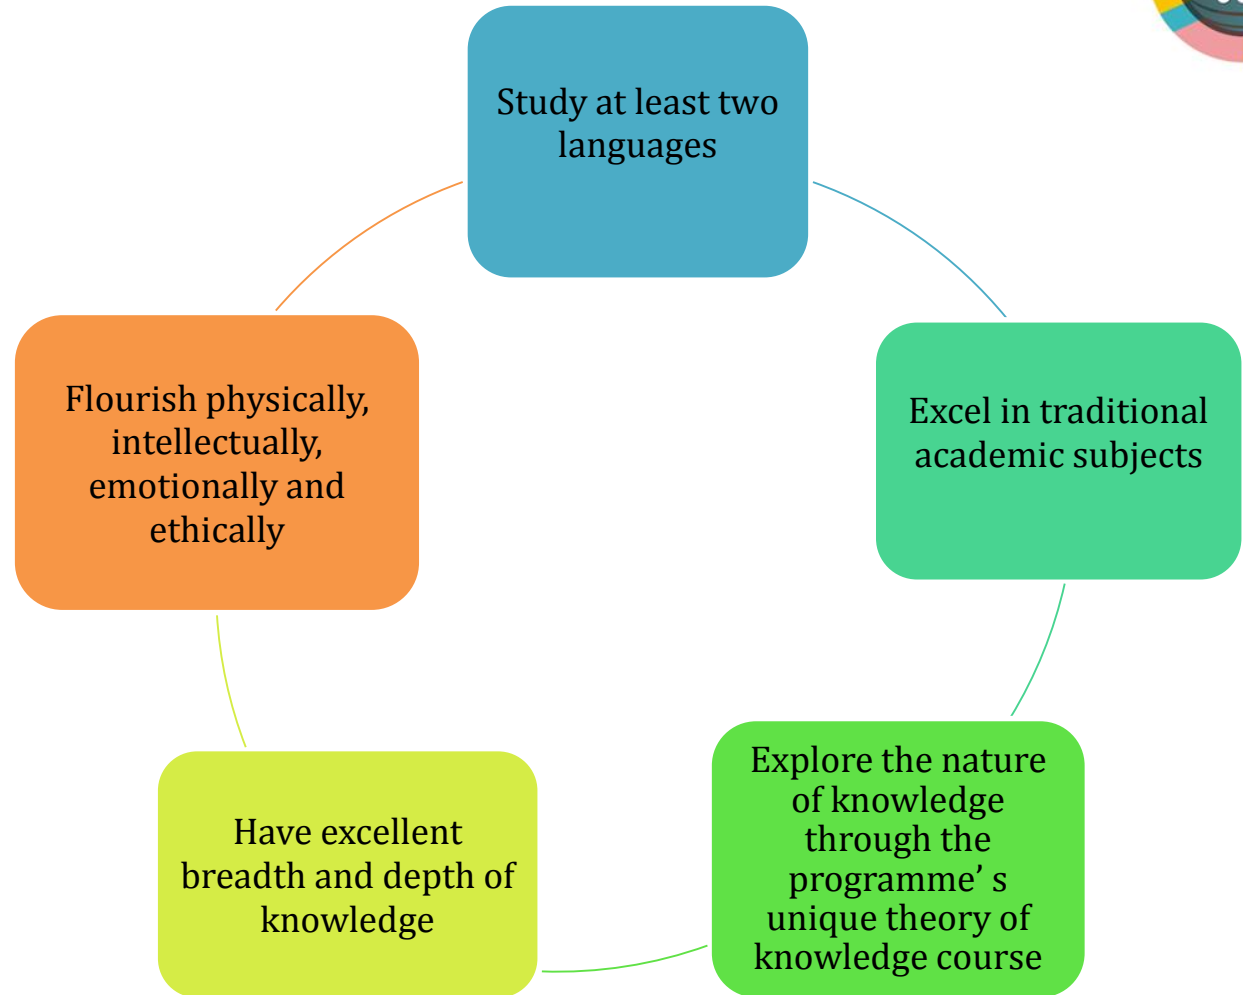 Study at least two
languages
Excel in traditional
academic subjects
Explore the nature
of knowledge
through the
programme’ s
unique theory of
knowledge course
Have excellent
breadth and depth of
knowledge
Flourish physically,
intellectually,
emotionally and
ethically